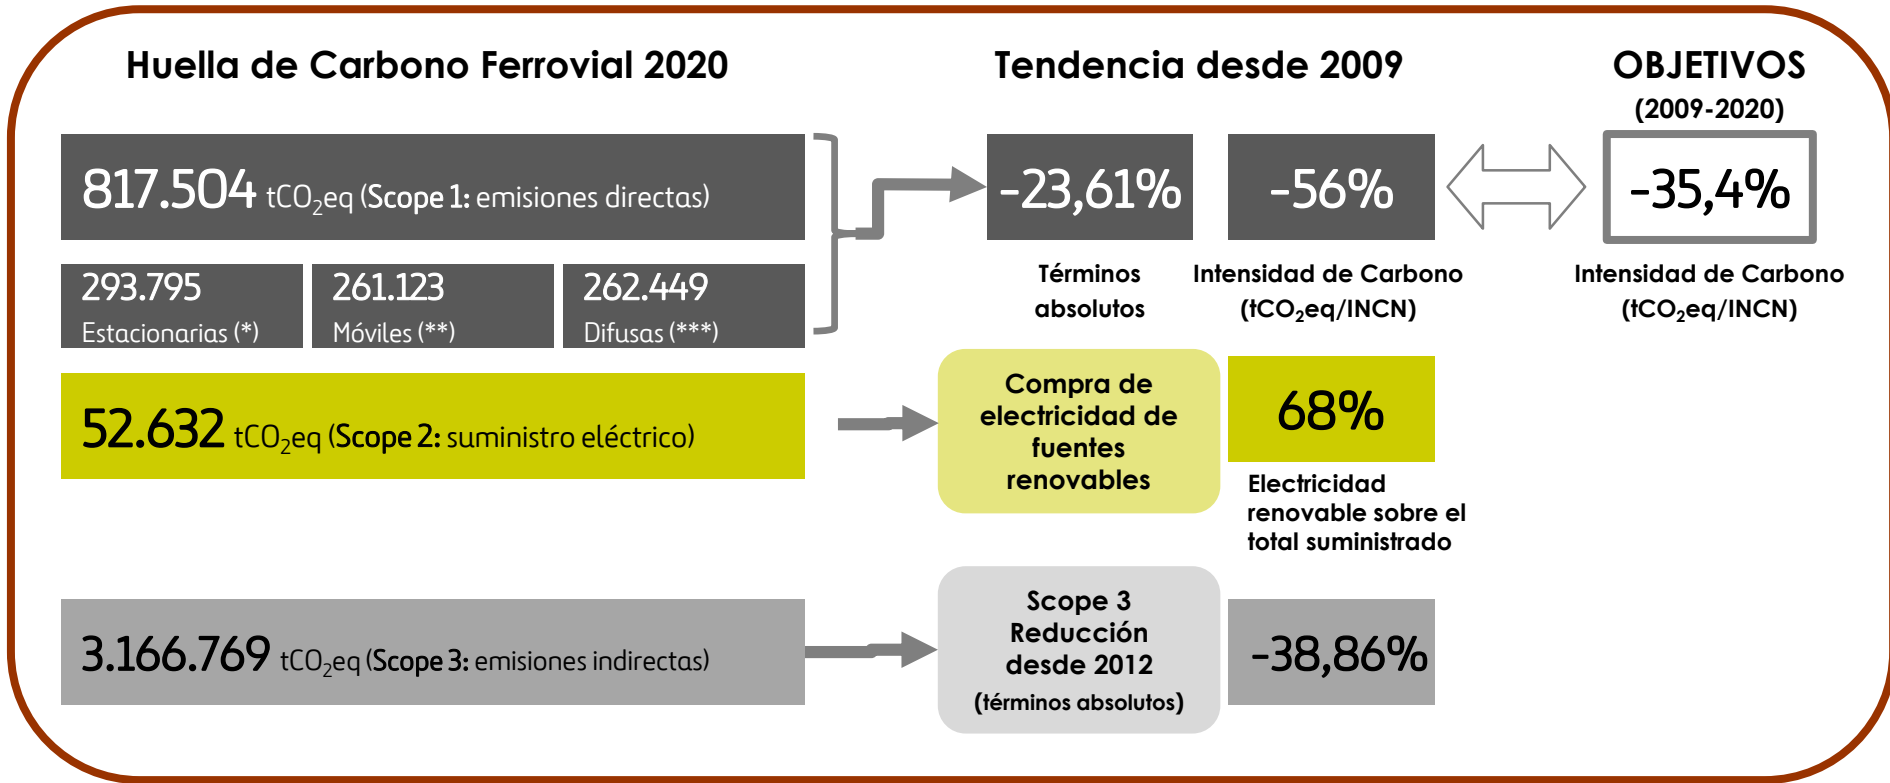 Huella de Carbono Ferrovial 2020
Tendencia desde 2009
OBJETIVOS
(2009-2020)
817.504 tCO₂eq (Scope 1: emisiones directas)
-23,61%
-56%
-35,4%
293.795
Estacionarias (*)
261.123
Móviles (**)
262.449
Difusas (***)
Términos
absolutos
Intensidad de Carbono
(tCO₂eq/INCN)
Intensidad de Carbono
(tCO₂eq/INCN)
52.632 tCO₂eq (Scope 2: suministro eléctrico)
Compra de
electricidad de
fuentes
renovables
68%
Electricidad
renovable sobre el
total suministrado
3.166.769 tCO₂eq (Scope 3: emisiones indirectas)
Scope 3
Reducción
desde 2012
(términos absolutos)
-38,86%